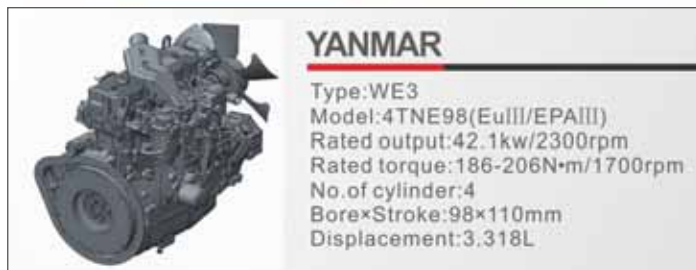 YANMAR
Type:WE3
Model:4TNE98(EuⅢ/EPAⅢ)
Rated output:42.1kw/2300rpm
Rated torque:186-206N•m/1700rpm
No.of cylinder:4
Bore×Stroke:98×110mm
Displacement:3.318L